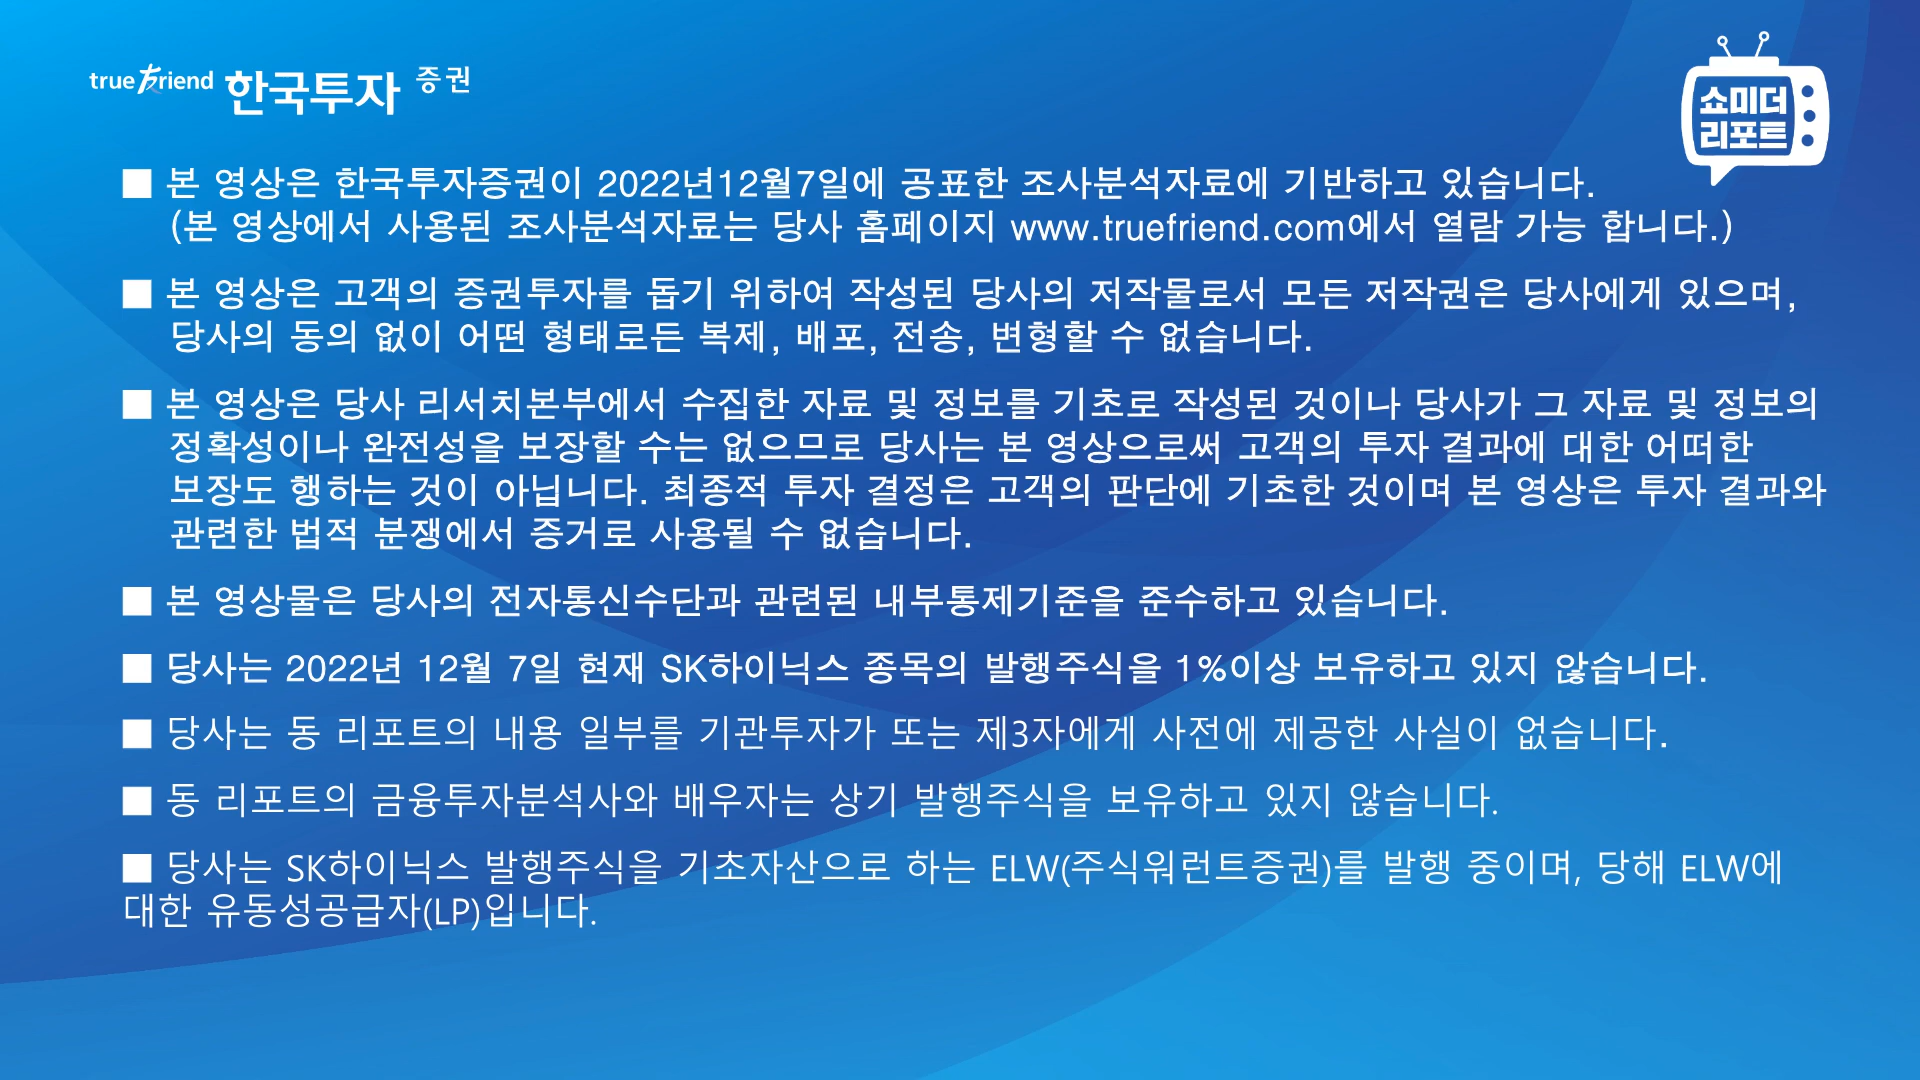 true友riend 한국투자 증권
쇼미더
리포트
■ 본 영상은 한국투자증권이 2022년12월7일에 공표한 조사분석자료에 기반하고 있습니다.
(본 영상에서 사용된 조사분석자료는 당사 홈페이지 www.truefriend.com에서 열람 가능 합니다.)
■ 본 영상은 고객의 증권투자를 돕기 위하여 작성된 당사의 저작물로서 모든 저작권은 당사에게 있으며,
당사의 동의 없이 어떤 형태로든 복제, 배포, 전송, 변형할 수 없습니다.
■ 본 영상은 당사 리서치본부에서 수집한 자료 및 정보를 기초로 작성된 것이나 당사가 그 자료 및 정보의
정확성이나 완전성을 보장할 수는 없으므로 당사는 본 영상으로써 고객의 투자 결과에 대한 어떠한
보장도 행하는 것이 아닙니다. 최종적 투자 결정은 고객의 판단에 기초한 것이며 본 영상은 투자 결과와
관련한 법적 분쟁에서 증거로 사용될 수 없습니다.
■ 본 영상물은 당사의 전자통신수단과 관련된 내부통제기준을 준수하고 있습니다.
■ 당사는 2022년 12월 7일 현재 SK하이닉스 종목의 발행주식을 1%이상 보유하고 있지 않습니다.
■ 당사는 동 리포트의 내용 일부를 기관투자가 또는 제3자에게 사전에 제공한 사실이 없습니다.
■ 동 리포트의 금융투자분석사와 배우자는 상기 발행주식을 보유하고 있지 않습니다.
■ 당사는 SK하이닉스 발행주식을 기초자산으로 하는 ELW(주식워런트증권)를 발행 중이며, 당해 ELW에
대한 유동성공급자(LP)입니다.